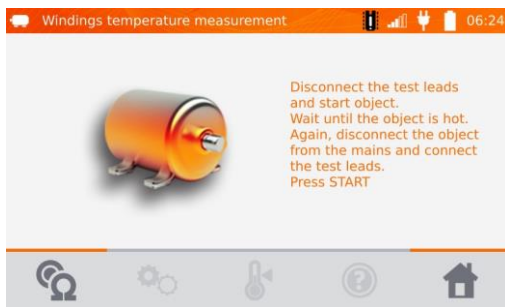 Windings temperature measurement
06:24
Disconnect the test leads
and start object.
Wait until the object is hot.
Again, disconnect the object
from the mains and connect
the test leads.
Press START
Ω
?